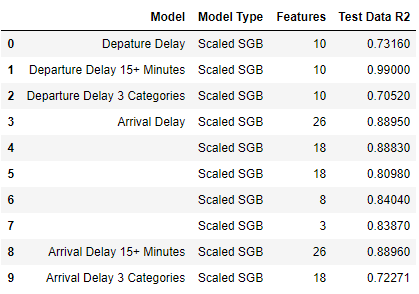 Model Model Type Features Test Data R2
0 Depature Delay Scaled SGB 10 0.73160
1 Departure Delay 15+ Minutes Scaled SGB 10 0.99000
2 Departure Delay 3 Categories Scaled SGB 10 0.70520
3 Arrival Delay Scaled SGB 26 0.88950
4 Scaled SGB 18 0.88830
5 Scaled SGB 18 0.80980
6 Scaled SGB 8 0.84040
7 Scaled SGB 3 0.83870
8 Arrival Delay 15+ Minutes Scaled SGB 26 0.88960
9 Arrival Delay 3 Categories Scaled SGB 18 0.72271